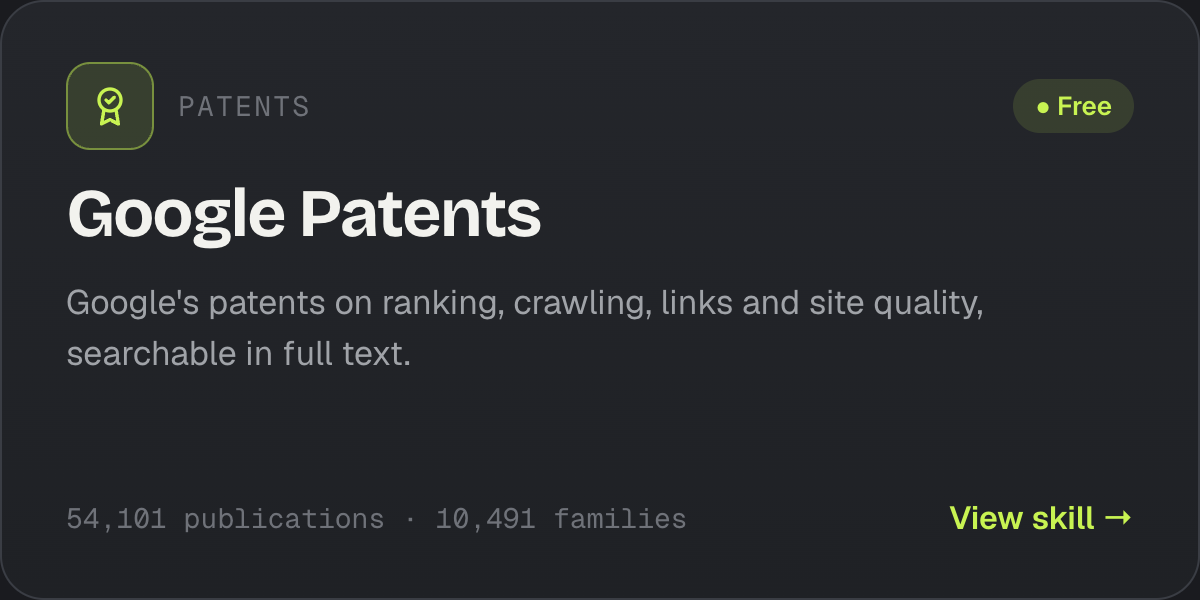 PATENTS
• Free
Google Patents
Google's patents on ranking, crawling, links and site quality,
searchable in full text.
54,101 publications · 10,491 families
View skill →